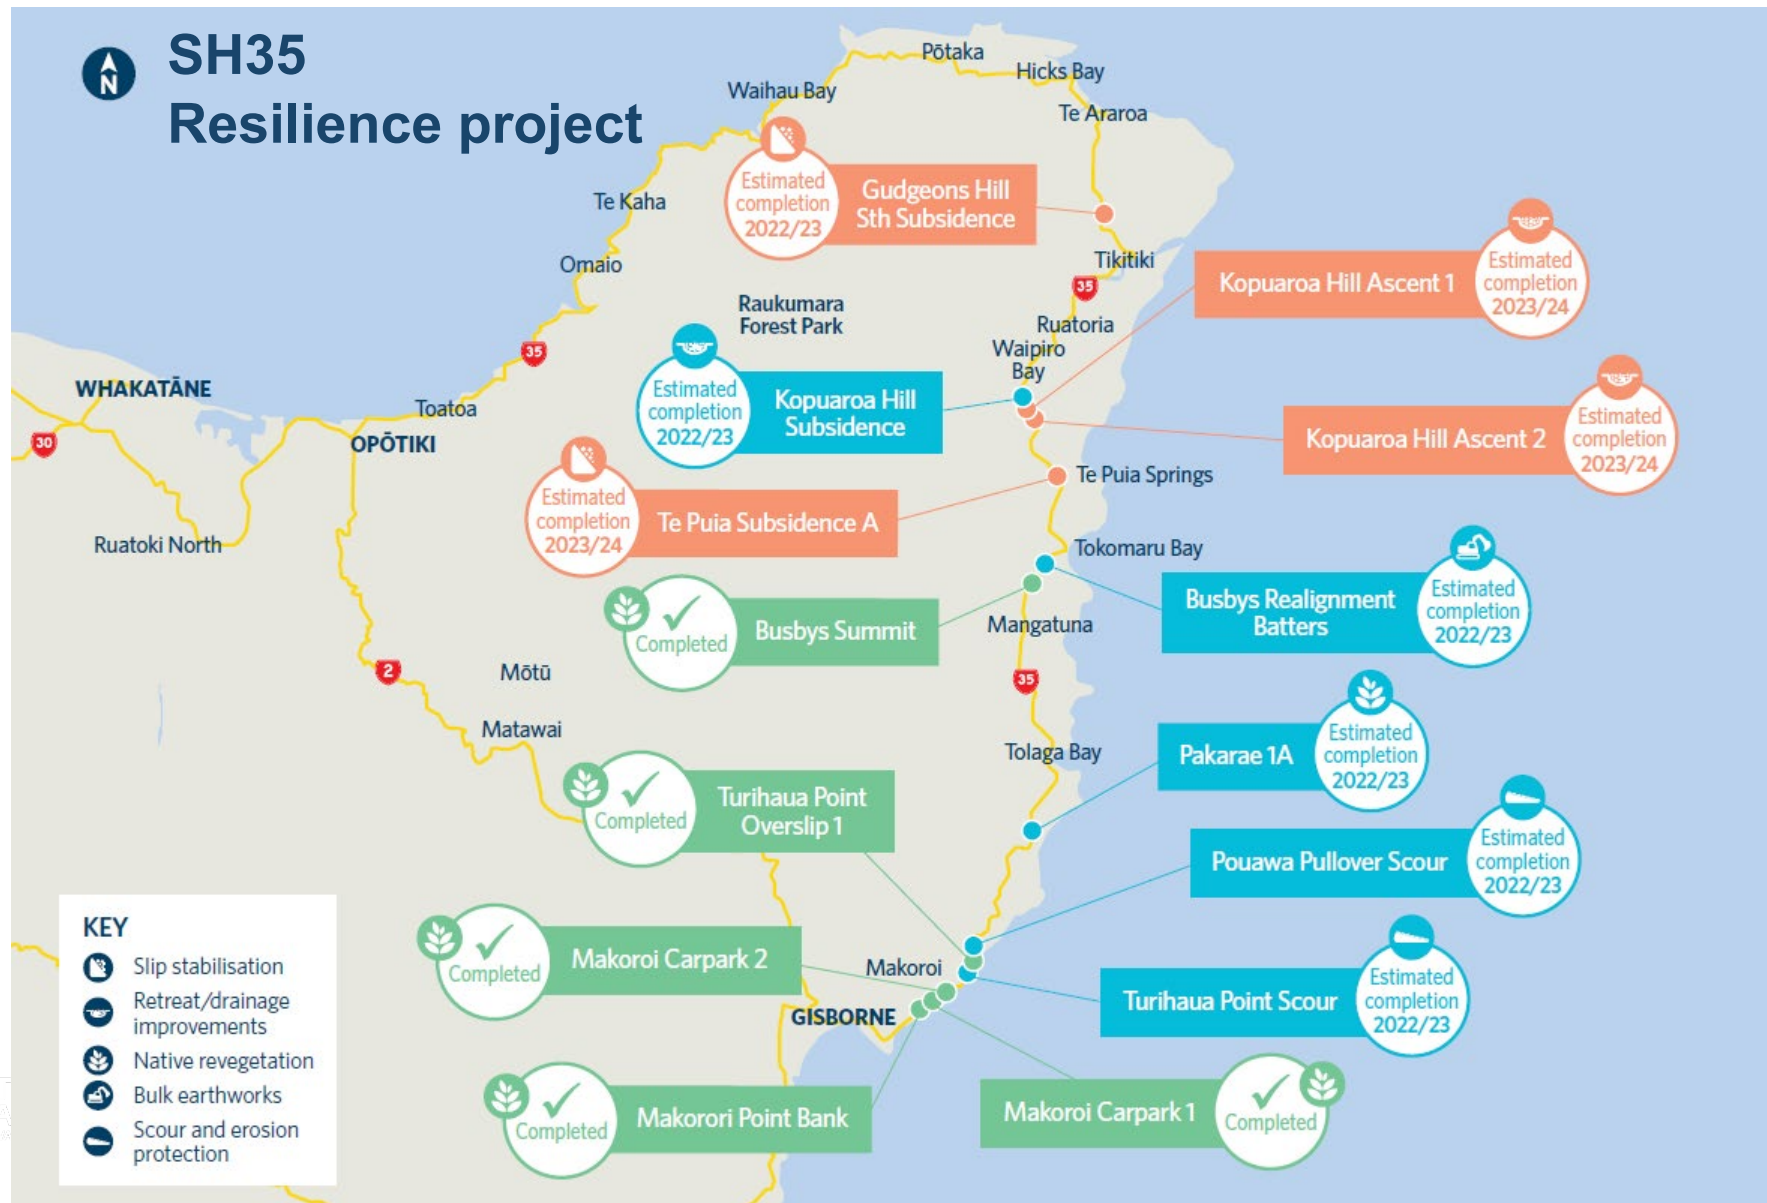 SH35
Resilience project
N
Pōtaka
Hicks Bay
Waihau Bay
Te Araroa
Estimated
completion
2022/23
Gudgeons Hill
Sth Subsidence
Te Kaha
Omaio
Tikitiki
35
Kopuaroa Hill Ascent 1
Estimated
completion
2023/24
Raukumara
Forest Park
Ruatoria
Waipiro
Bay
35
WHAKATĀNE
Toatoa
30
OPŌTIKI
Estimated
completion
2022/23
Kopuaroa Hill
Subsidence
Kopuaroa Hill Ascent 2
Estimated
completion
2023/24
Te Puia Springs
Estimated
completion
2023/24
Te Puia Subsidence A
Ruatoki North
Tokomaru Bay
Busbys Realignment
Batters
Estimated
completion
2022/23
Completed
Busbys Summit
Mangatuna
2
Mōtū
35
Matawai
Tolaga Bay
Pakarae 1A
Estimated
completion
2022/23
Completed
Turihaua Point
Overslip 1
Pouawa Pullover Scour
Estimated
completion
2022/23
Completed
Makoroi Carpark 2
Makoroi
GISBORNE
Turihaua Point Scour
Estimated
completion
2022/23
Completed
Makorori Point Bank
Makoroi Carpark 1
Completed
KEY
Slip stabilisation
Retreat/drainage
improvements
Native revegetation
Bulk earthworks
Scour and erosion
protection